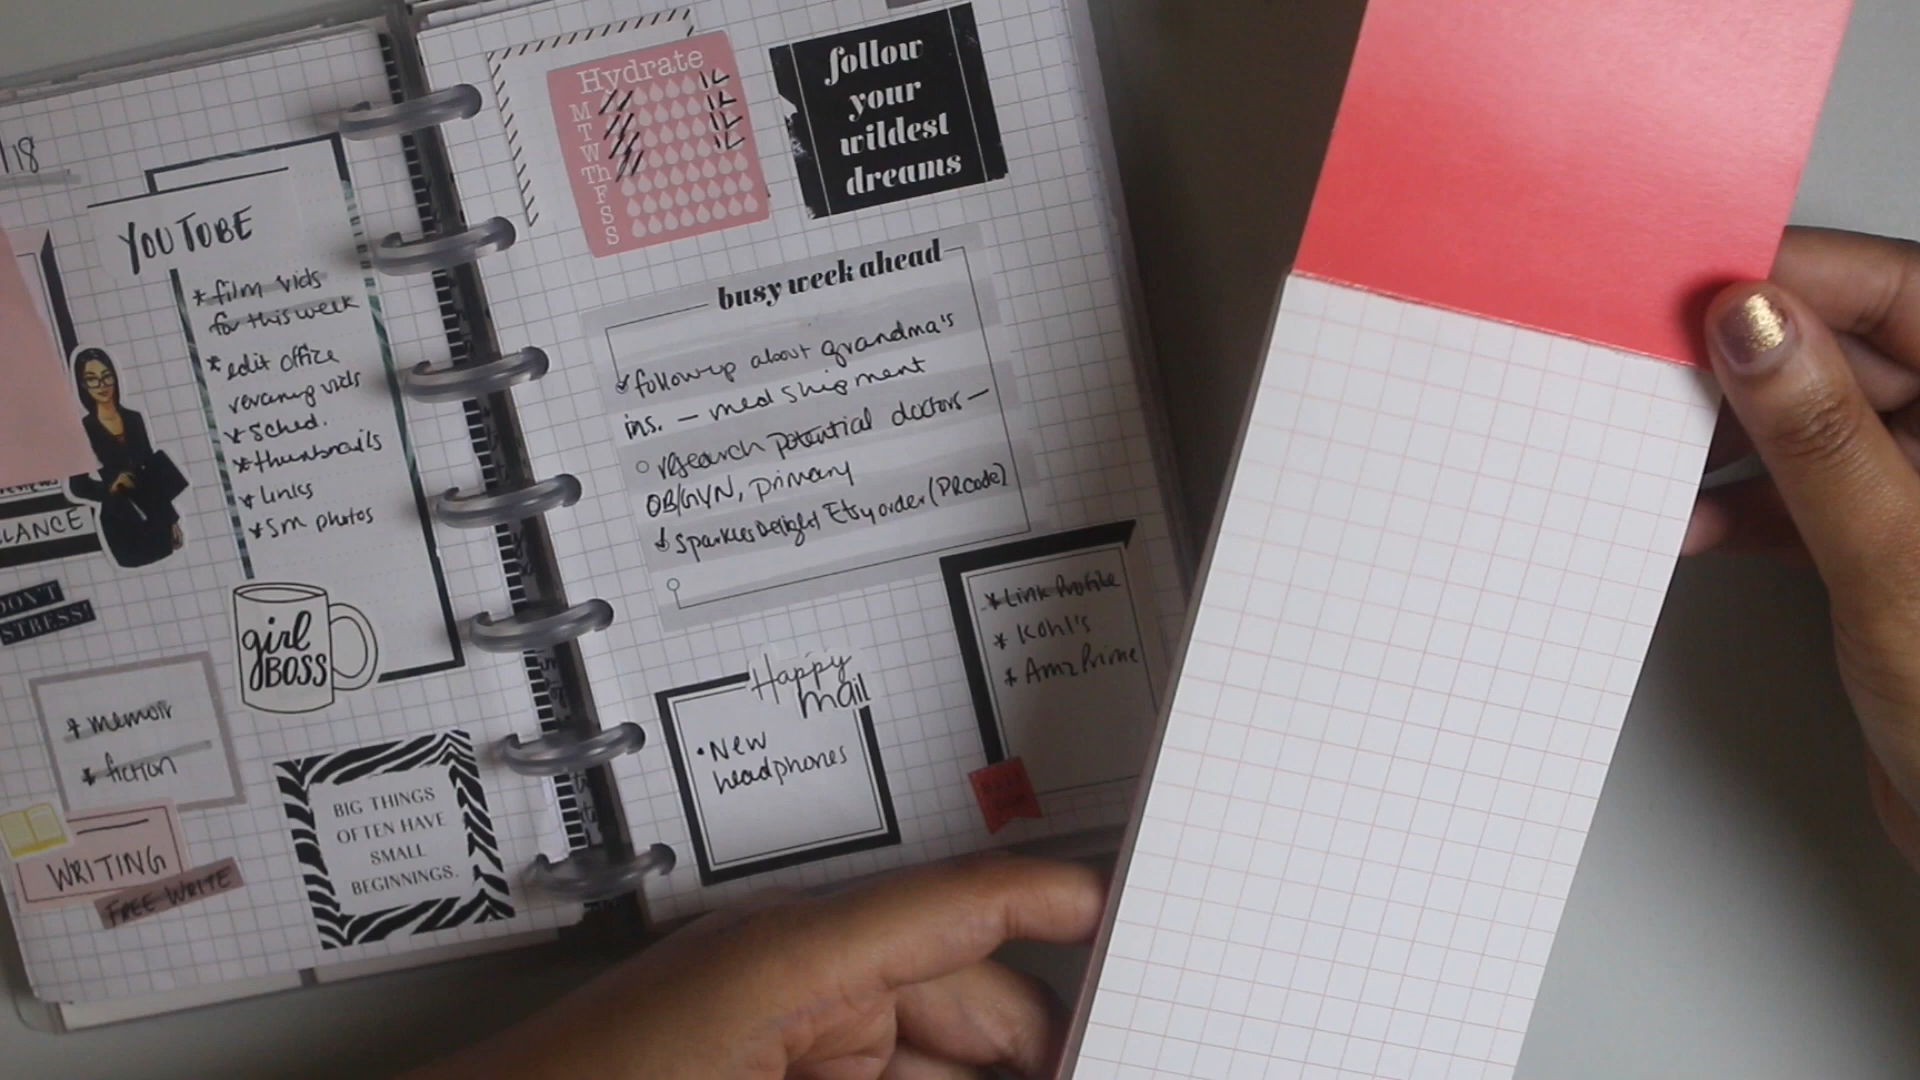 /18
YOUTUBE
* film vids
for this week
* edit office
revamp vids
* sched.
* thumbnails
* links
* SM photos
LANCE
DON'T
STRESS!
girl
BOSS
* memoir
* fiction
WRITING
FREE WRITE
BIG THINGS
OFTEN HAVE
SMALL
BEGINNINGS.
Hydrate
M
T
W
Th
F
S
S
follow
your
wildest
dreams
busy week ahead
follow up about grandma's
ins. — med shipment
research potential doctors —
OB/GYN, primary
Sparkles Delight Etsy order (PR code)
Happy
mail
• New
headphones
* Link Profile
* Kohl's
* Amz Prime